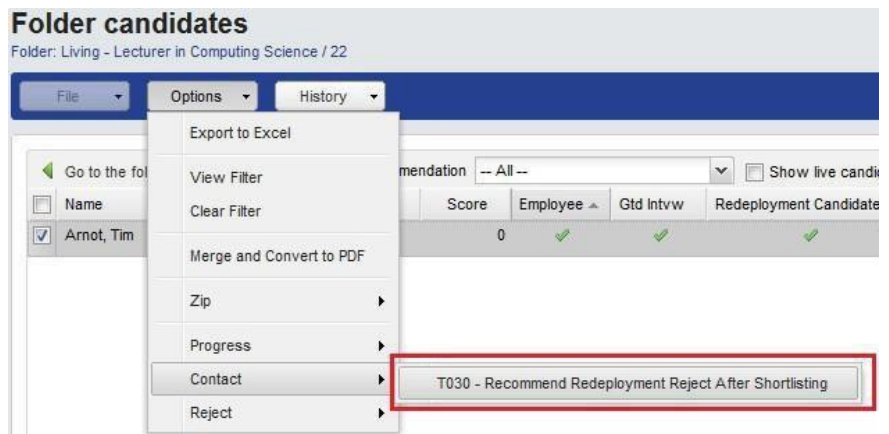 Folder candidates
Folder: Living - Lecturer in Computing Science / 22
File Options History
Export to Excel
Go to the fol mendation -- All -- Show live candi
View Filter
Name Score Employee Gtd Intvw Redeployment Candidate
Clear Filter
Arnot, Tim 0
Merge and Convert to PDF
Zip
Progress
Contact T030 - Recommend Redeployment Reject After Shortlisting
Reject